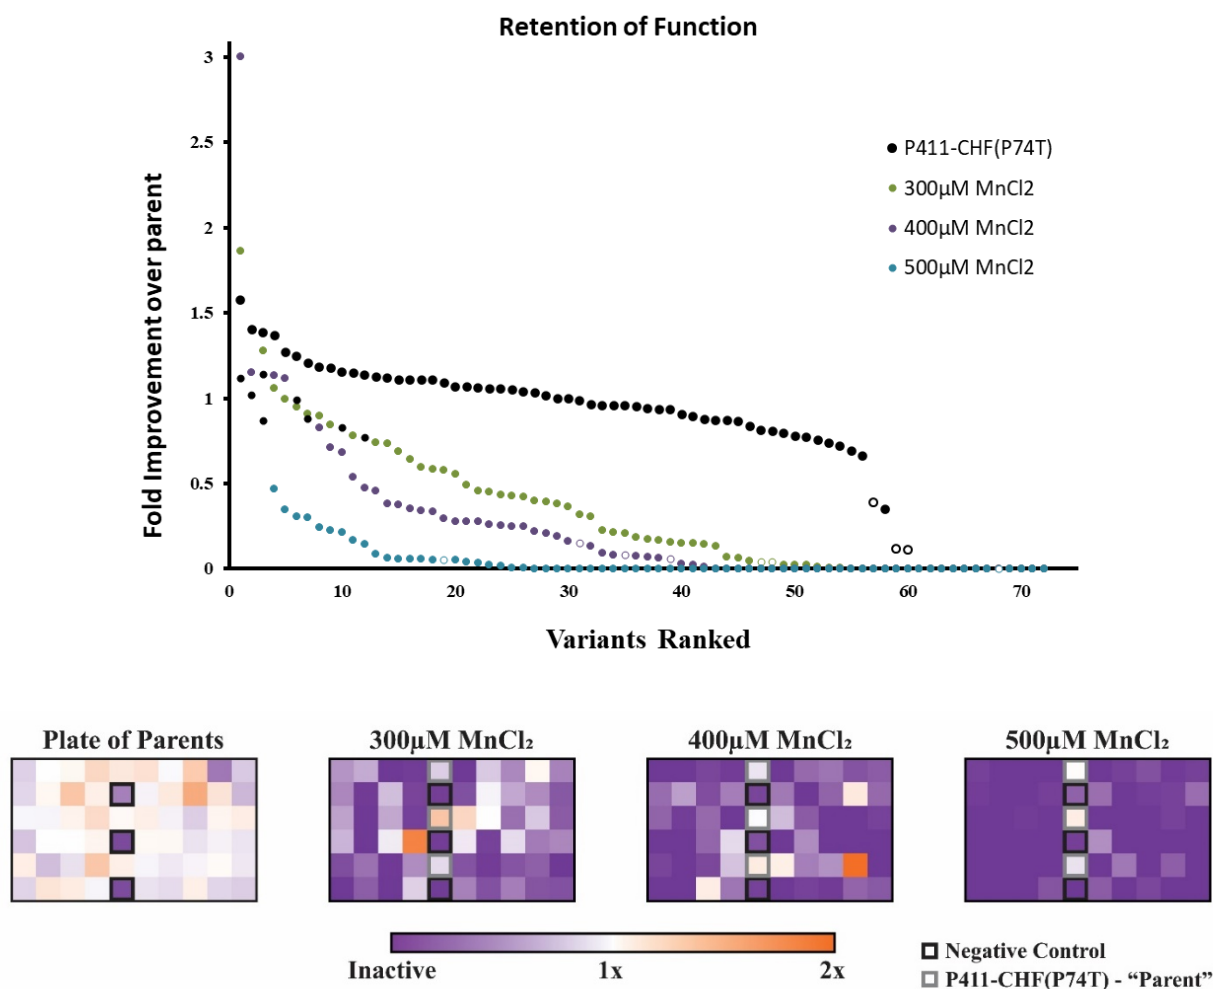 Retention of Function
Fold Improvement over parent
3
2.5
2
1.5
1
0.5
0
0 10 20 30 40 50 60 70
Variants Ranked
P411-CHF(P74T)
300µM MnCl2
400µM MnCl2
500µM MnCl2
Plate of Parents
300µM MnCl₂
400µM MnCl₂
500µM MnCl₂
Inactive 1x 2x
Negative Control
P411-CHF(P74T) - “Parent”